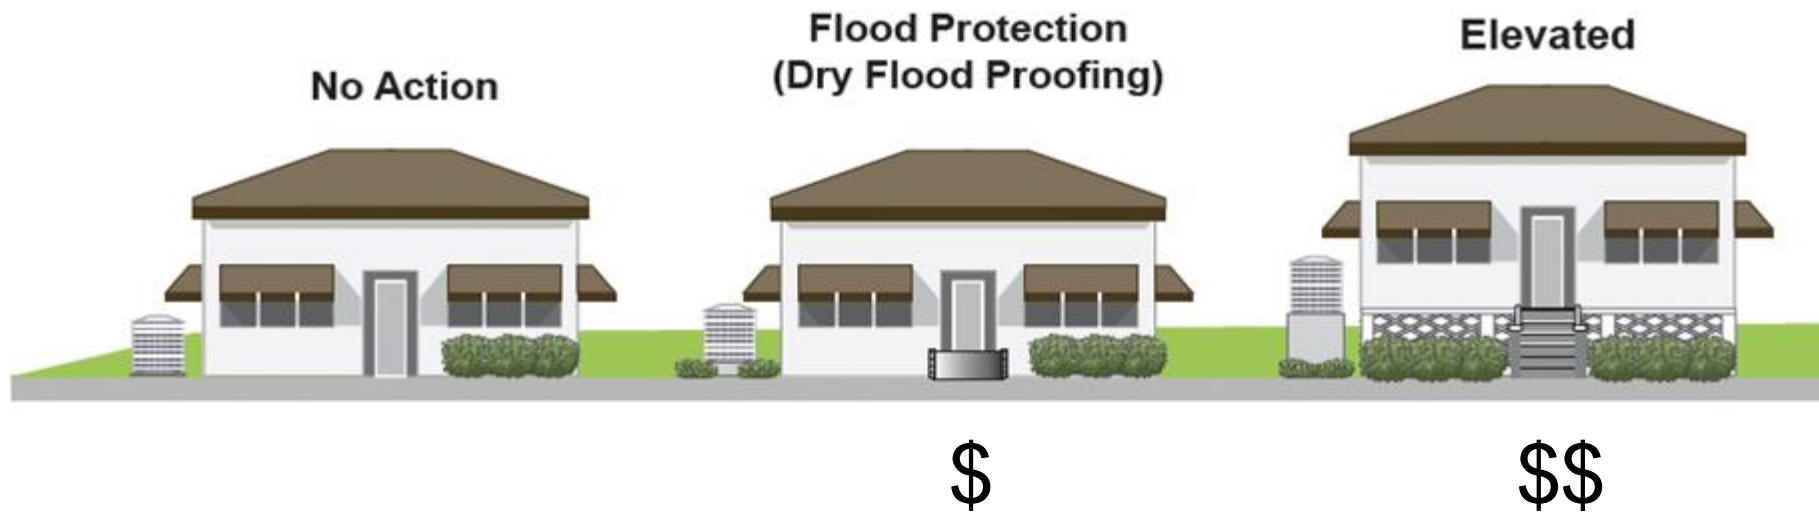 No Action
Flood Protection
(Dry Flood Proofing)
Elevated
$
$$